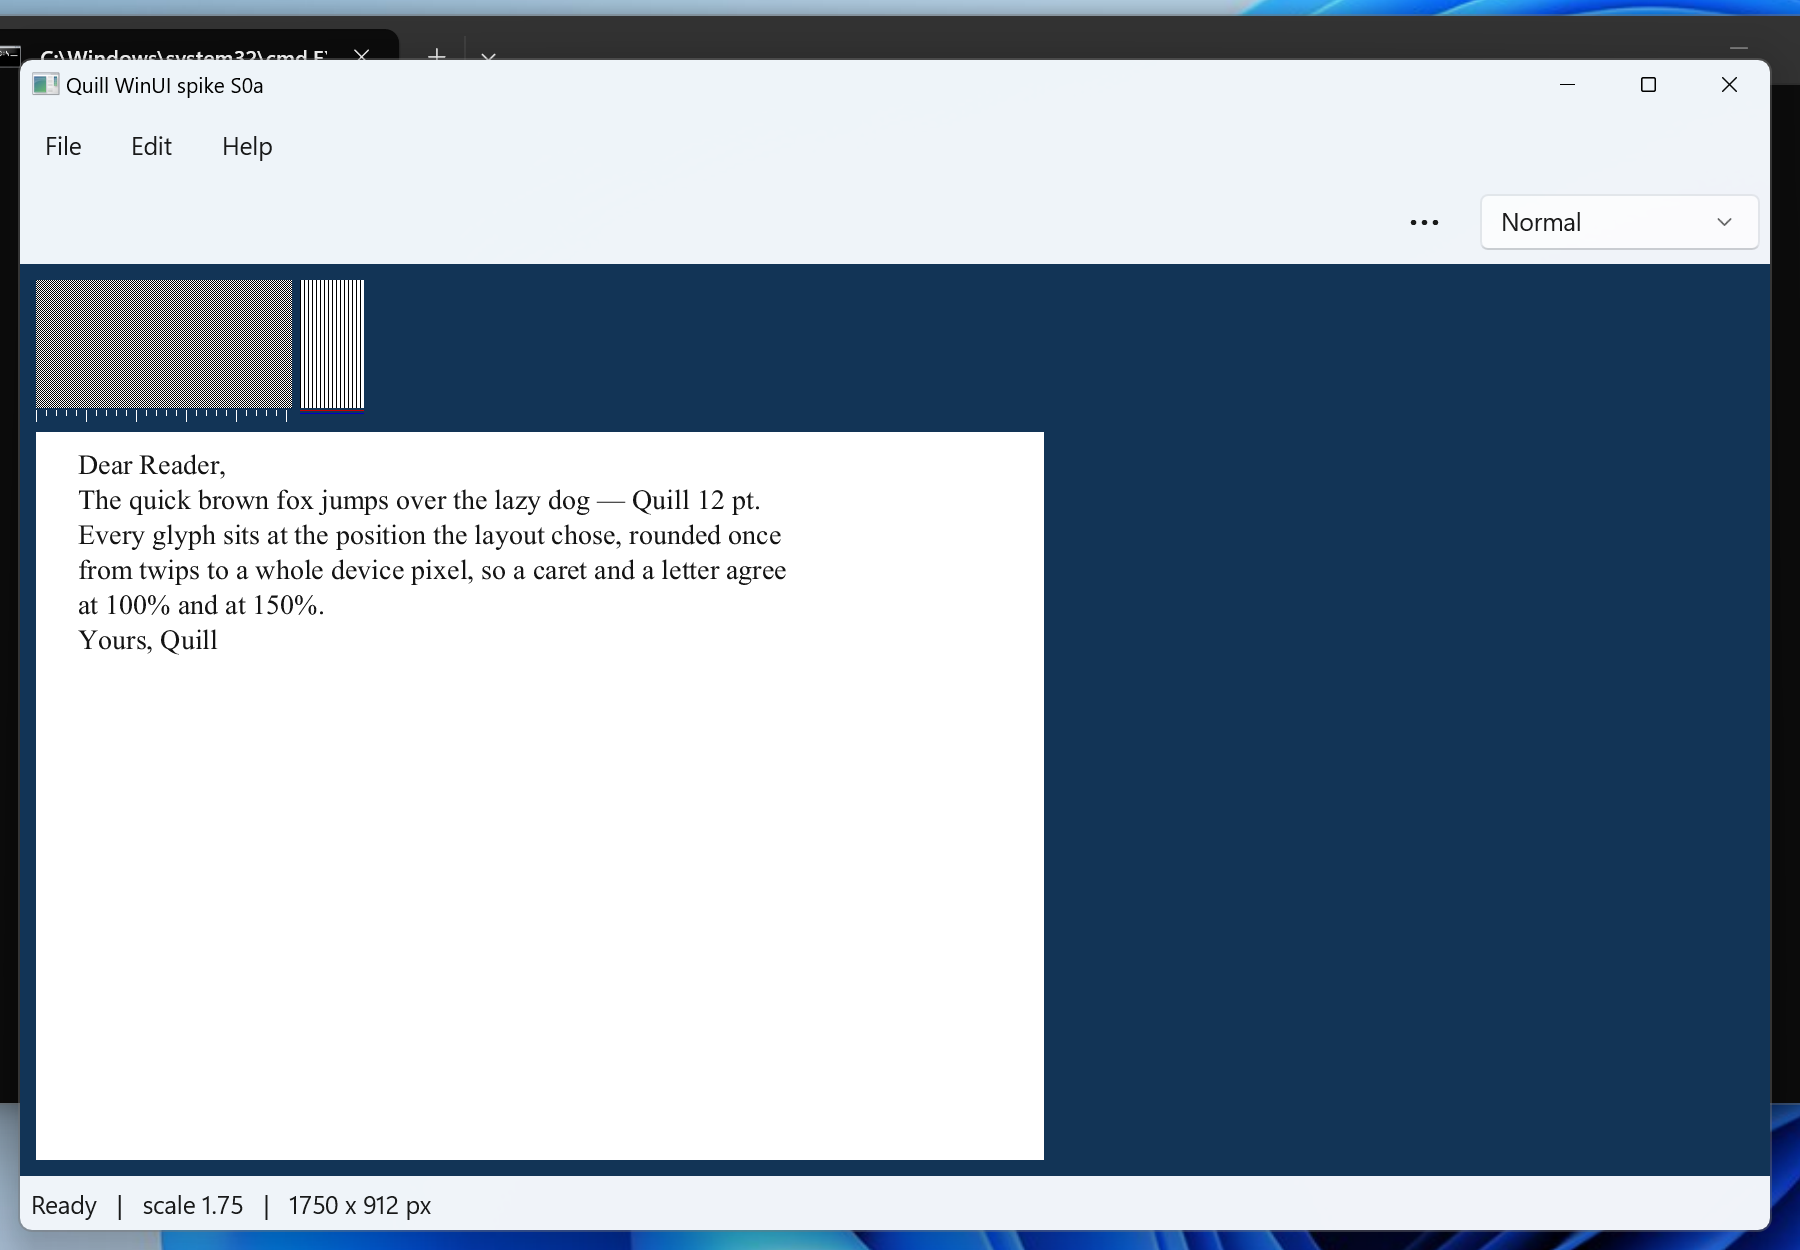 C:\Windows\system32\cmd.E
Quill WinUI spike S0a
File Edit Help
Normal
Dear Reader,
The quick brown fox jumps over the lazy dog — Quill 12 pt.
Every glyph sits at the position the layout chose, rounded once
from twips to a whole device pixel, so a caret and a letter agree
at 100% and at 150%.
Yours, Quill
Ready | scale 1.75 | 1750 x 912 px